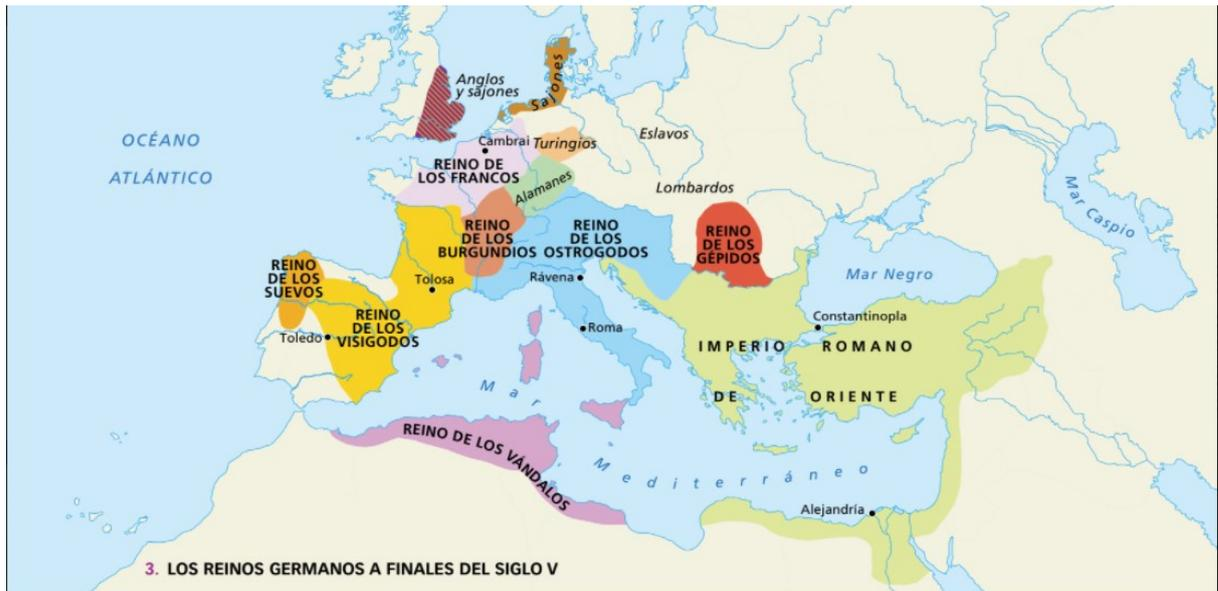 Anglos
y sajones
Sajones
OCÉANO
ATLÁNTICO
Cambrai
Turingios
Eslavos
REINO DE
LOS FRANCOS
Alamanes
Lombardos
REINO
DE LOS
BURGUNDIOS
REINO
DE LOS
OSTROGODOS
REINO
DE LOS
GÉPIDOS
Mar Caspio
REINO
DE LOS
SUEVOS
Tolosa
Rávena
Mar Negro
REINO
DE LOS
VISIGODOS
Toledo
Roma
Constantinopla
IMPERIO ROMANO
DE ORIENTE
Mar
Mediterráneo
REINO DE LOS VÁNDALOS
Alejandría
3. LOS REINOS GERMANOS A FINALES DEL SIGLO V